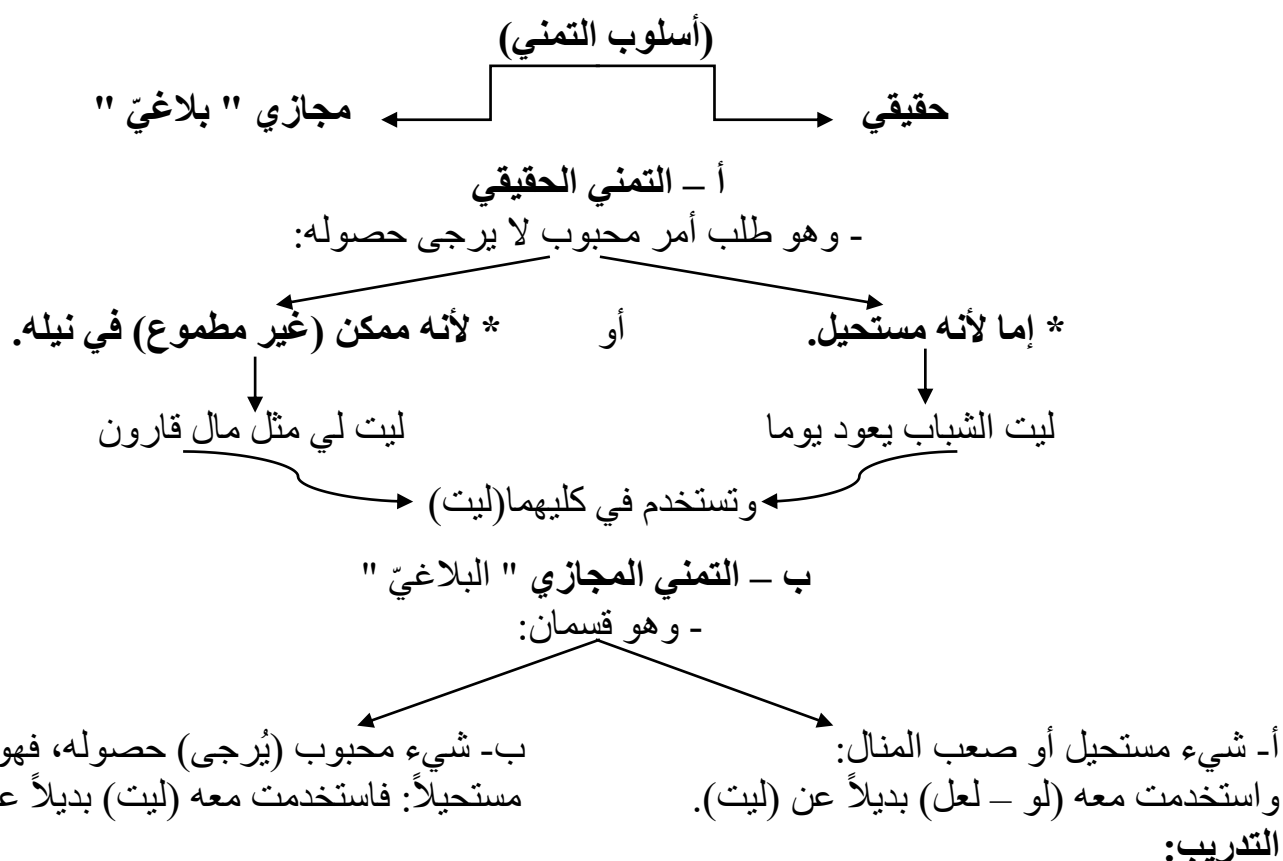 (أسلوب التمني)
حقيقي مجازي " بلاغيّ "
أ – التمني الحقيقي
- وهو طلب أمر محبوب لا يرجى حصوله:
* إما لأنه مستحيل. أو * لأنه ممكن (غير مطموع) في نيله.
ليت الشباب يعود يوما ليت لي مثل مال قارون
وتستخدم في كليهما(ليت)
ب – التمني المجازي " البلاغيّ "
- وهو قسمان:
أ- شيء مستحيل أو صعب المنال: ب- شيء محبوب (يُرجى) حصوله، فهو
واستخدمت معه (لو – لعل) بديلاً عن (ليت). مستحيلاً: فاستخدمت معه (ليت) بديلاً
التدريب: